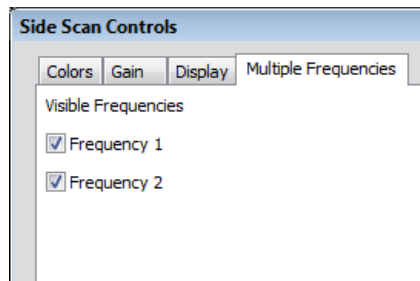 Side Scan Controls
Colors Gain Display Multiple Frequencies
Visible Frequencies
Frequency 1
Frequency 2